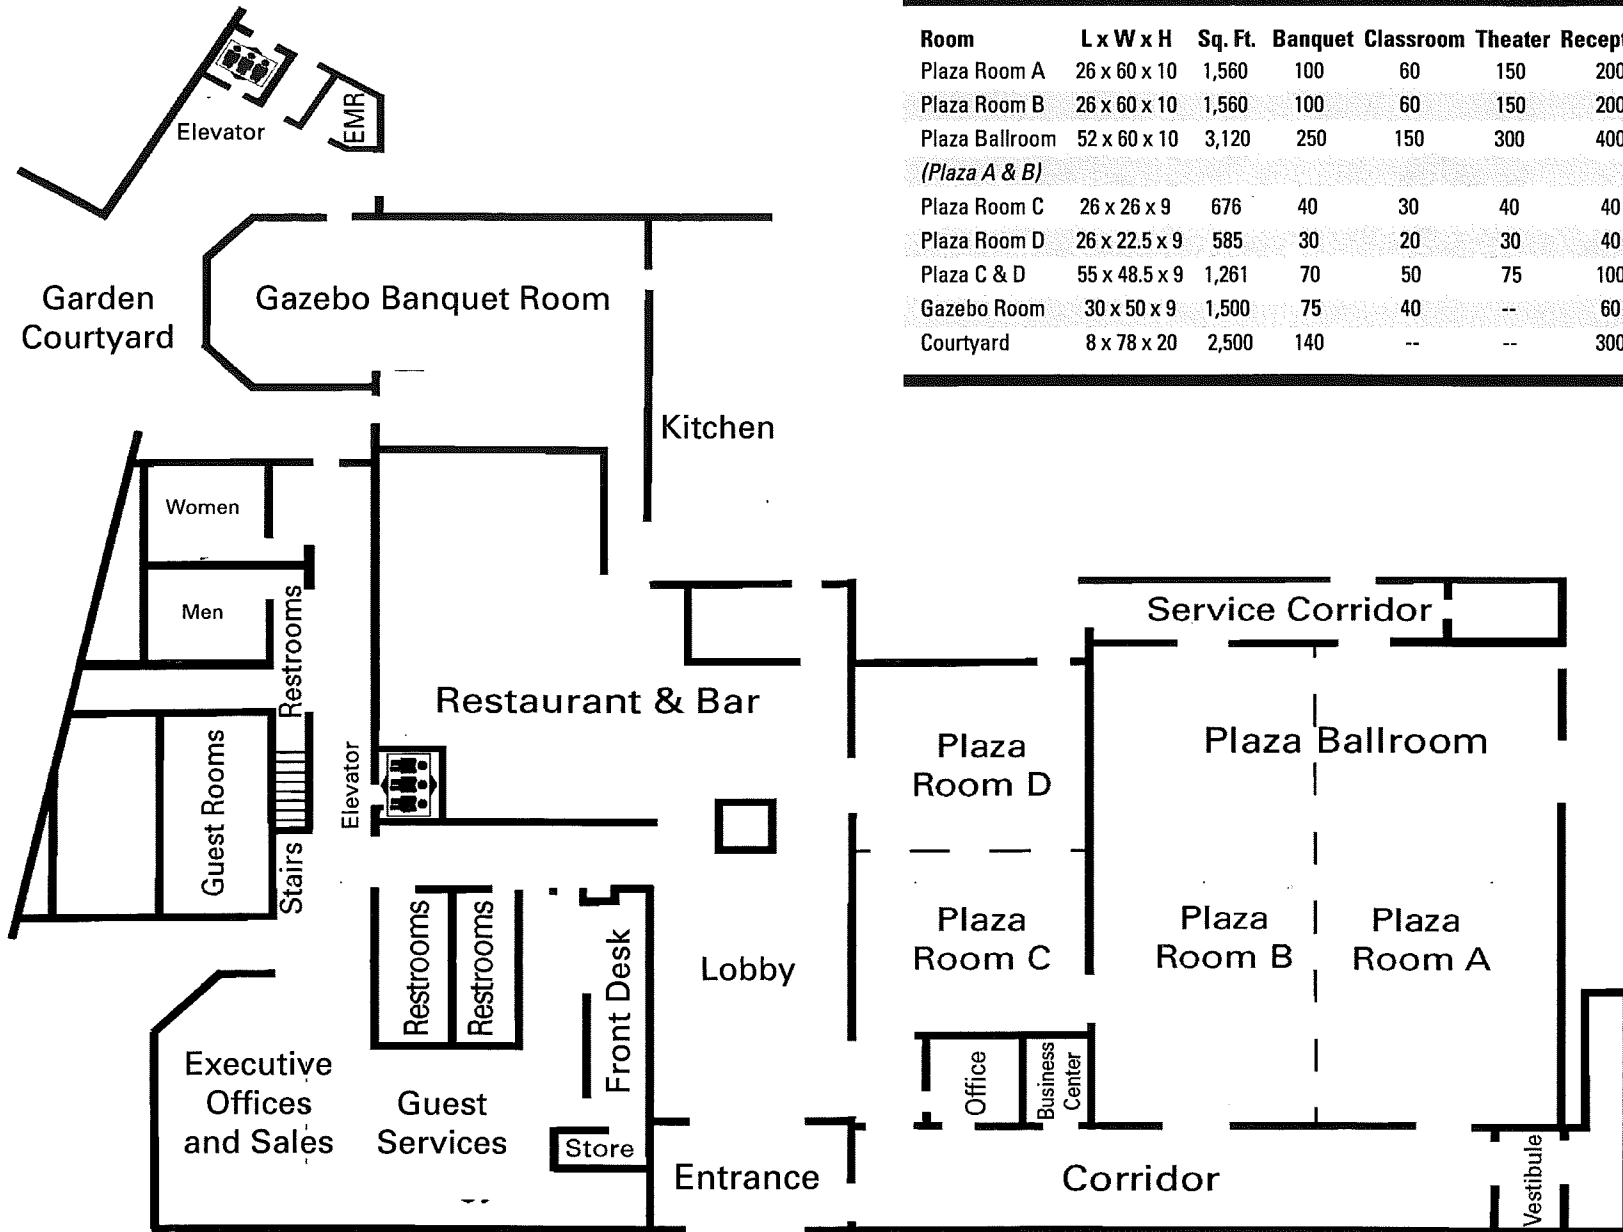 Room L x W x H Sq. Ft. Banquet Classroom Theater Recept
Plaza Room A 26 x 60 x 10 1,560 100 60 150 200
Plaza Room B 26 x 60 x 10 1,560 100 60 150 200
Plaza Ballroom 52 x 60 x 10 3,120 250 150 300 400
(Plaza A & B)
Plaza Room C 26 x 26 x 9 676 40 30 40 40
Plaza Room D 26 x 22.5 x 9 585 30 20 30 40
Plaza C & D 55 x 48.5 x 9 1,261 70 50 75 100
Gazebo Room 30 x 50 x 9 1,500 75 40 -- 60
Courtyard 8 x 78 x 20 2,500 140 -- -- 300
Elevator
EMR
Garden
Courtyard
Gazebo Banquet Room
Kitchen
Women
Men
Restrooms
Service Corridor
Restaurant & Bar
Plaza
Room D
Plaza Ballroom
Guest Rooms
Stairs
Elevator
Restrooms
Restrooms
Front Desk
Lobby
Plaza
Room C
Plaza
Room B
Plaza
Room A
Executive
Offices
and Sales
Guest
Services
Store
Office
Business
Center
Entrance
Corridor
Vestibule